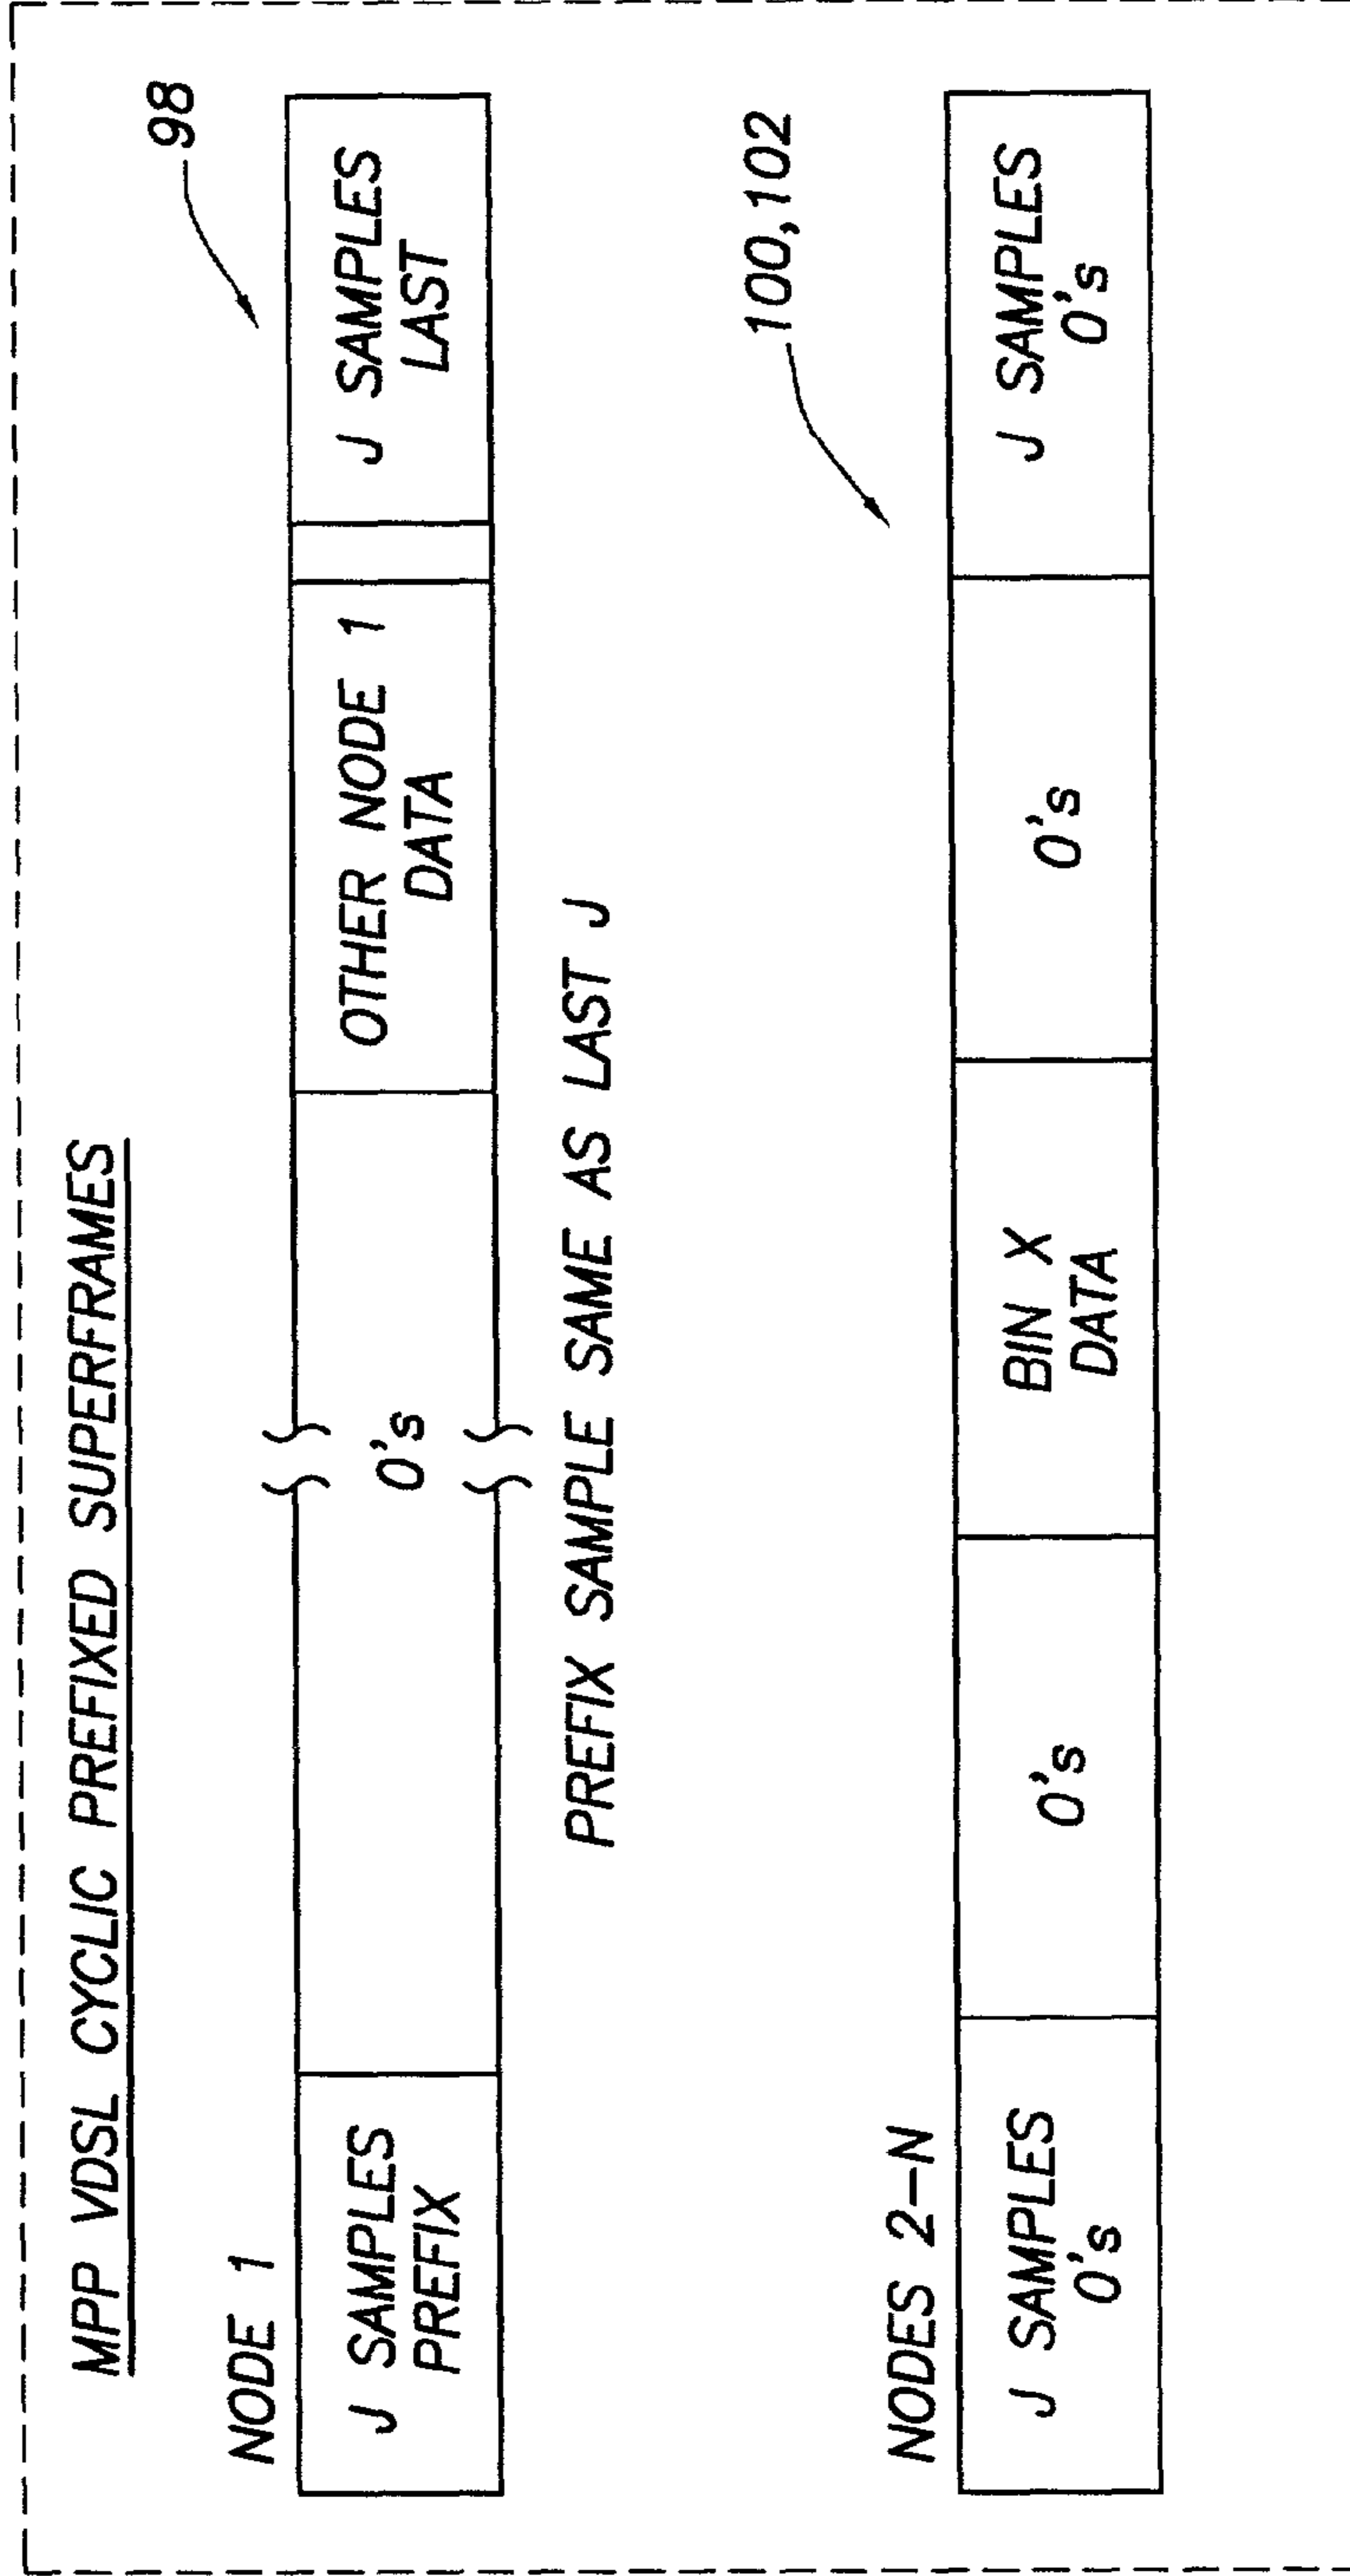 MPP VDSL CYCLIC PREFIXED SUPERFRAMES
NODE 1
98
J SAMPLES
PREFIX
0's
OTHER NODE 1
DATA
J SAMPLES
LAST
PREFIX SAMPLE SAME AS LAST J
NODES 2-N
100,102
J SAMPLES
0's
0's
BIN X
DATA
0's
J SAMPLES
0's